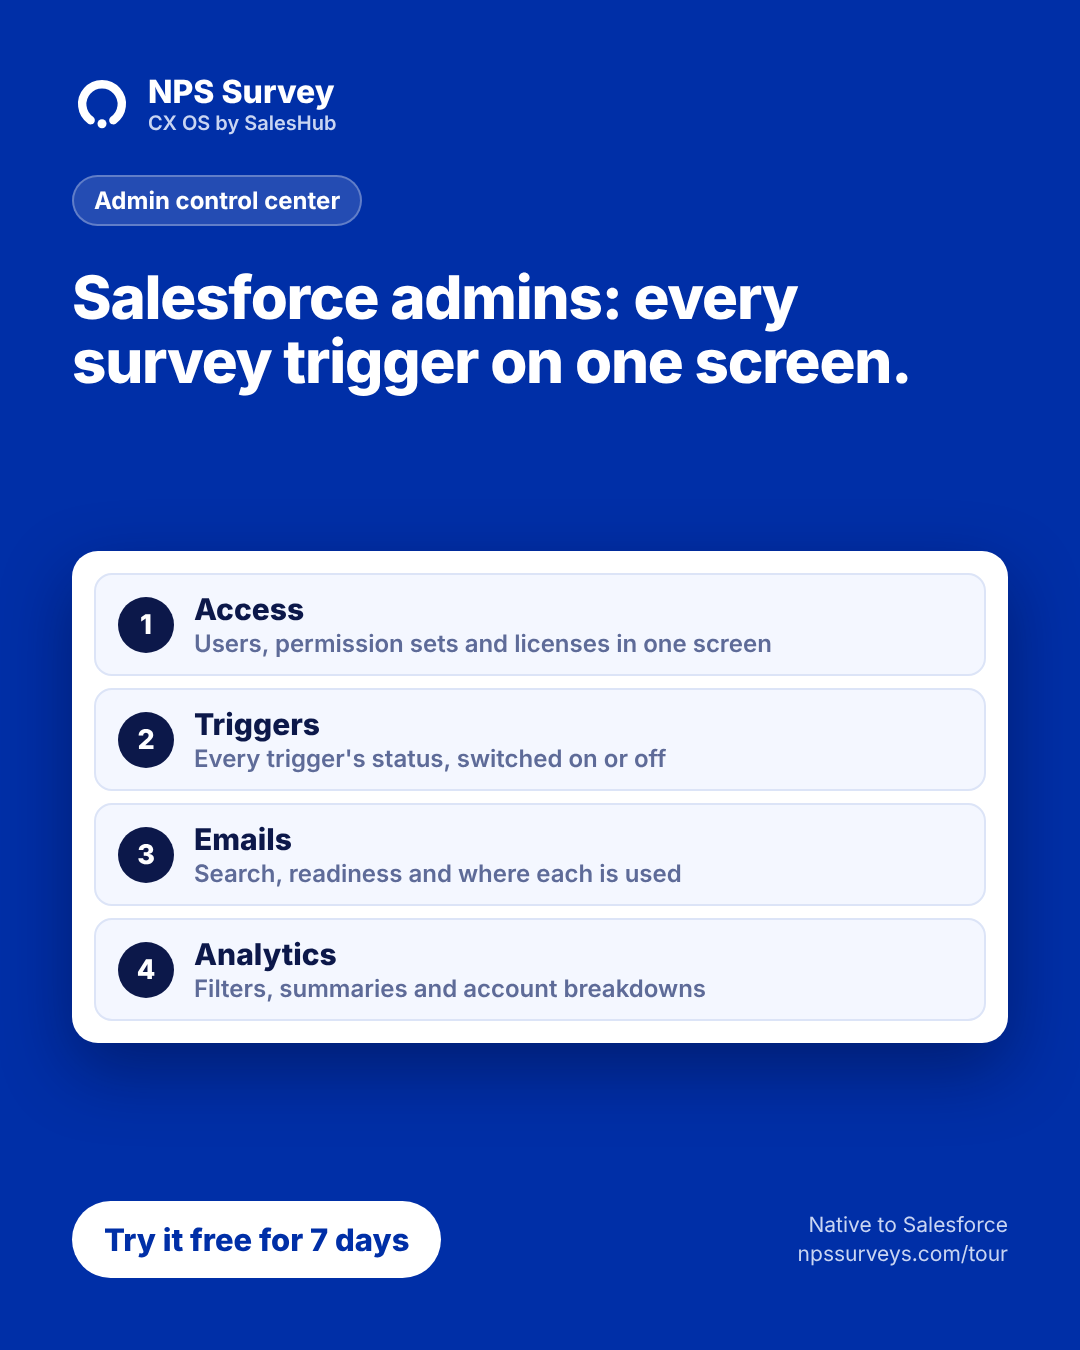 NPS Survey
CX OS by SalesHub
Admin control center
Salesforce admins: every
survey trigger on one screen.
1
Access
Users, permission sets and licenses in one screen
2
Triggers
Every trigger's status, switched on or off
3
Emails
Search, readiness and where each is used
4
Analytics
Filters, summaries and account breakdowns
Try it free for 7 days
Native to Salesforce
npssurveys.com/tour